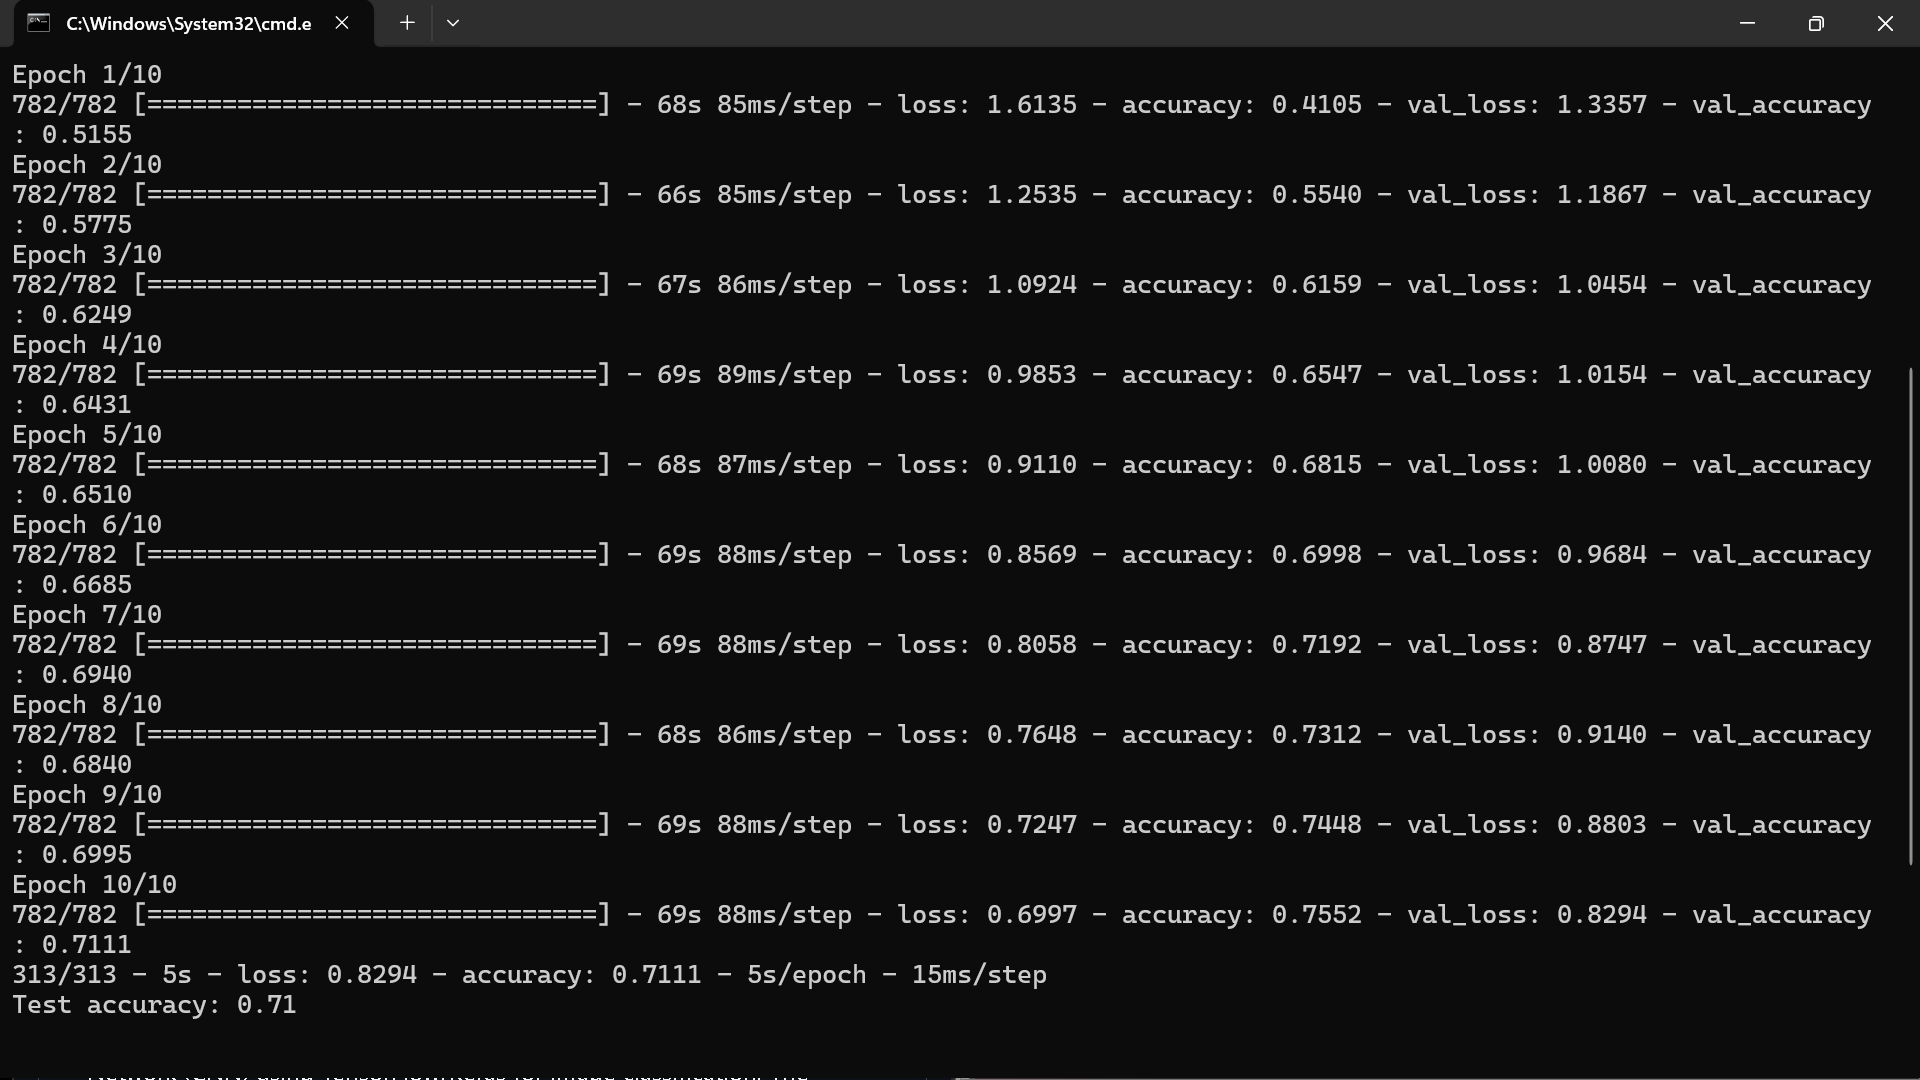 C:\Windows\System32\cmd.e
Epoch 1/10
782/782 [==============================] - 68s 85ms/step - loss: 1.6135 - accuracy: 0.4105 - val_loss: 1.3357 - val_accuracy
: 0.5155
Epoch 2/10
782/782 [==============================] - 66s 85ms/step - loss: 1.2535 - accuracy: 0.5540 - val_loss: 1.1867 - val_accuracy
: 0.5775
Epoch 3/10
782/782 [==============================] - 67s 86ms/step - loss: 1.0924 - accuracy: 0.6159 - val_loss: 1.0454 - val_accuracy
: 0.6249
Epoch 4/10
782/782 [==============================] - 69s 89ms/step - loss: 0.9853 - accuracy: 0.6547 - val_loss: 1.0154 - val_accuracy
: 0.6431
Epoch 5/10
782/782 [==============================] - 68s 87ms/step - loss: 0.9110 - accuracy: 0.6815 - val_loss: 1.0080 - val_accuracy
: 0.6510
Epoch 6/10
782/782 [==============================] - 69s 88ms/step - loss: 0.8569 - accuracy: 0.6998 - val_loss: 0.9684 - val_accuracy
: 0.6685
Epoch 7/10
782/782 [==============================] - 69s 88ms/step - loss: 0.8058 - accuracy: 0.7192 - val_loss: 0.8747 - val_accuracy
: 0.6940
Epoch 8/10
782/782 [==============================] - 68s 86ms/step - loss: 0.7648 - accuracy: 0.7312 - val_loss: 0.9140 - val_accuracy
: 0.6840
Epoch 9/10
782/782 [==============================] - 69s 88ms/step - loss: 0.7247 - accuracy: 0.7448 - val_loss: 0.8803 - val_accuracy
: 0.6995
Epoch 10/10
782/782 [==============================] - 69s 88ms/step - loss: 0.6997 - accuracy: 0.7552 - val_loss: 0.8294 - val_accuracy
: 0.7111
313/313 - 5s - loss: 0.8294 - accuracy: 0.7111 - 5s/epoch - 15ms/step
Test accuracy: 0.71